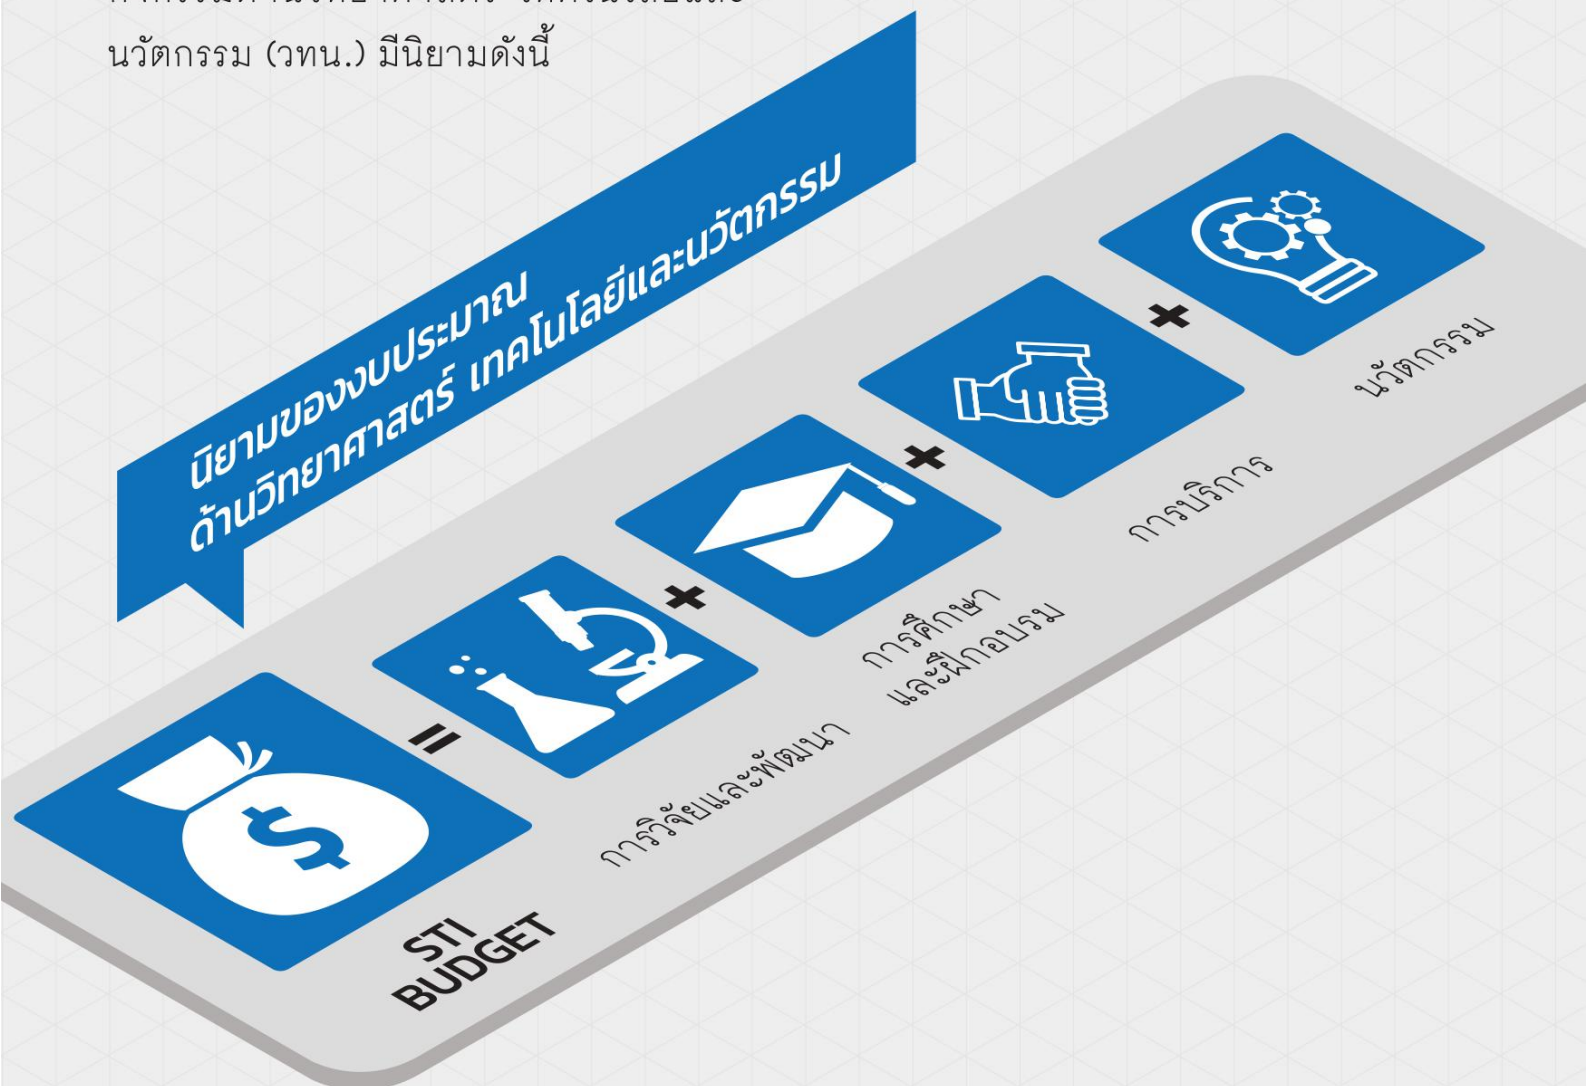 นวัตกรรม (วทน.) มีนิยามดังนี้
นิยามของงบประมาณ
ด้านวิทยาศาสตร์ เทคโนโลยีและนวัตกรรม
=
+
+
+
STI
BUDGET
การวิจัยและพัฒนา
การศึกษา
และฝึกอบรม
การบริการ
นวัตกรรม